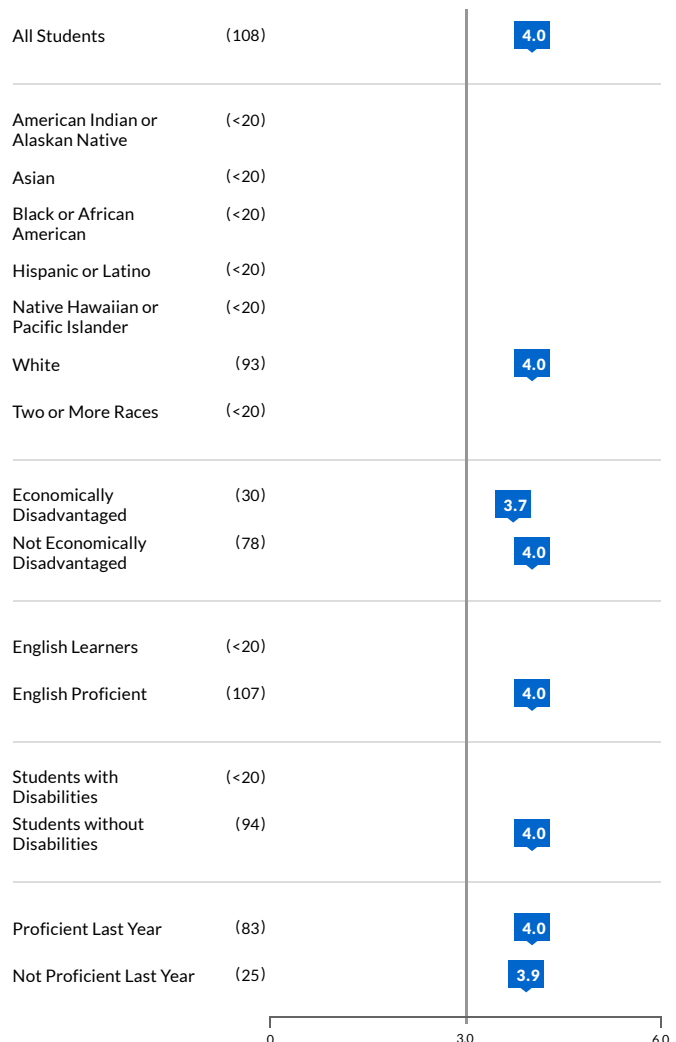 All Students (108) 4.0
American Indian or (<20)
Alaskan Native
Asian (<20)
Black or African (<20)
American
Hispanic or Latino (<20)
Native Hawaiian or (<20)
Pacific Islander
White (93) 4.0
Two or More Races (<20)
Economically (30) 3.7
Disadvantaged
Not Economically (78) 4.0
Disadvantaged
English Learners (<20)
English Proficient (107) 4.0
Students with (<20)
Disabilities
Students without (94) 4.0
Disabilities
Proficient Last Year (83) 4.0
Not Proficient Last Year (25) 3.9
0 3.0 6.0